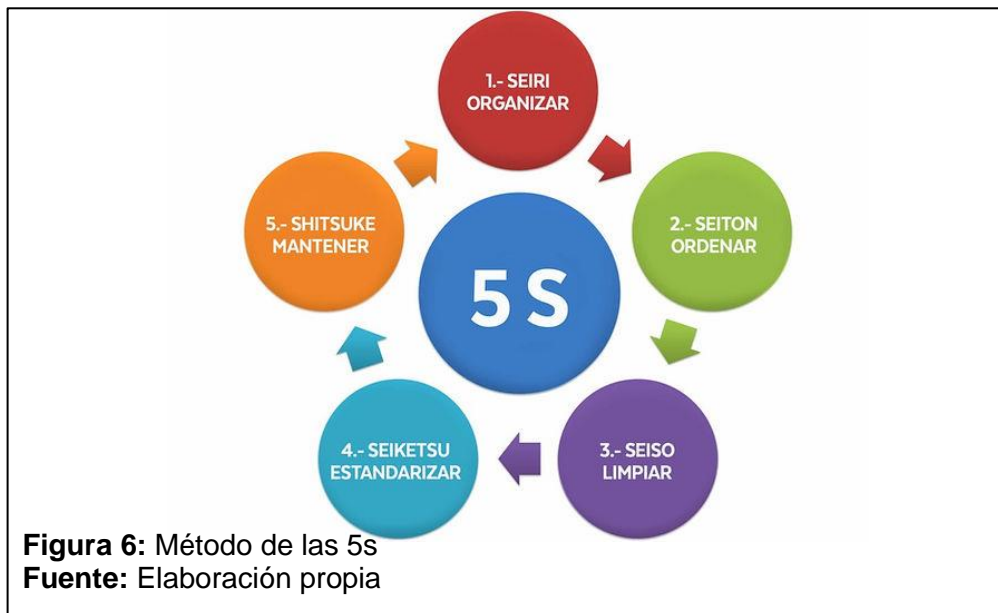 1.- SEIRI
ORGANIZAR
2.- SEITON
ORDENAR
3.- SEISO
LIMPIAR
4.- SEIKETSU
ESTANDARIZAR
5.- SHITSUKE
MANTENER
5 S
Figura 6: Método de las 5s
Fuente: Elaboración propia